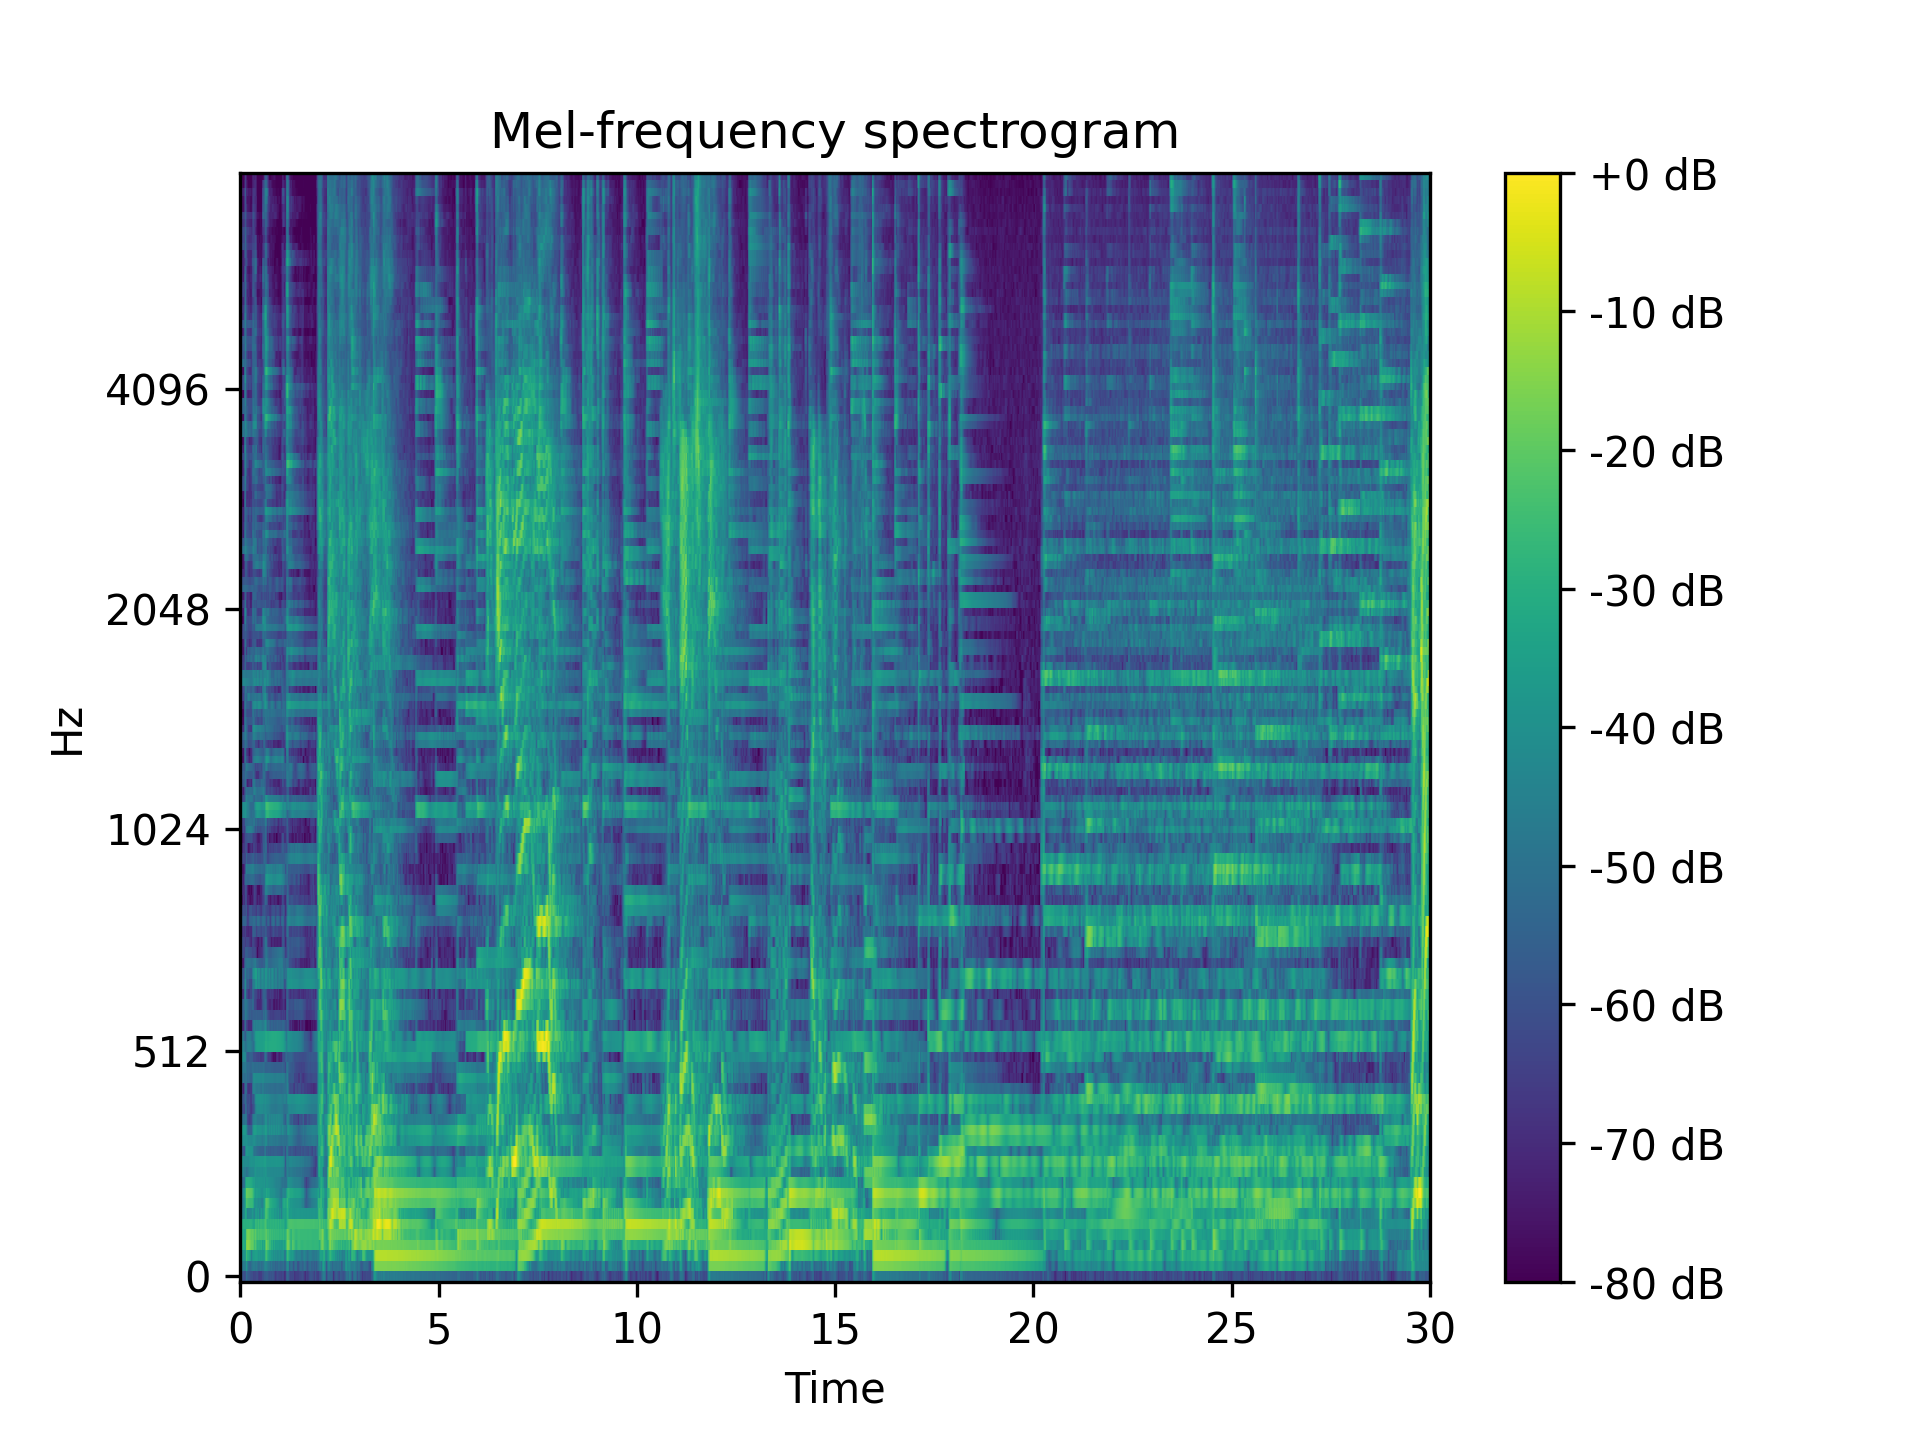 Mel-frequency spectrogram
Hz
4096
2048
1024
512
0
0 5 10 15 20 25 30
Time
+0 dB
-10 dB
-20 dB
-30 dB
-40 dB
-50 dB
-60 dB
-70 dB
-80 dB